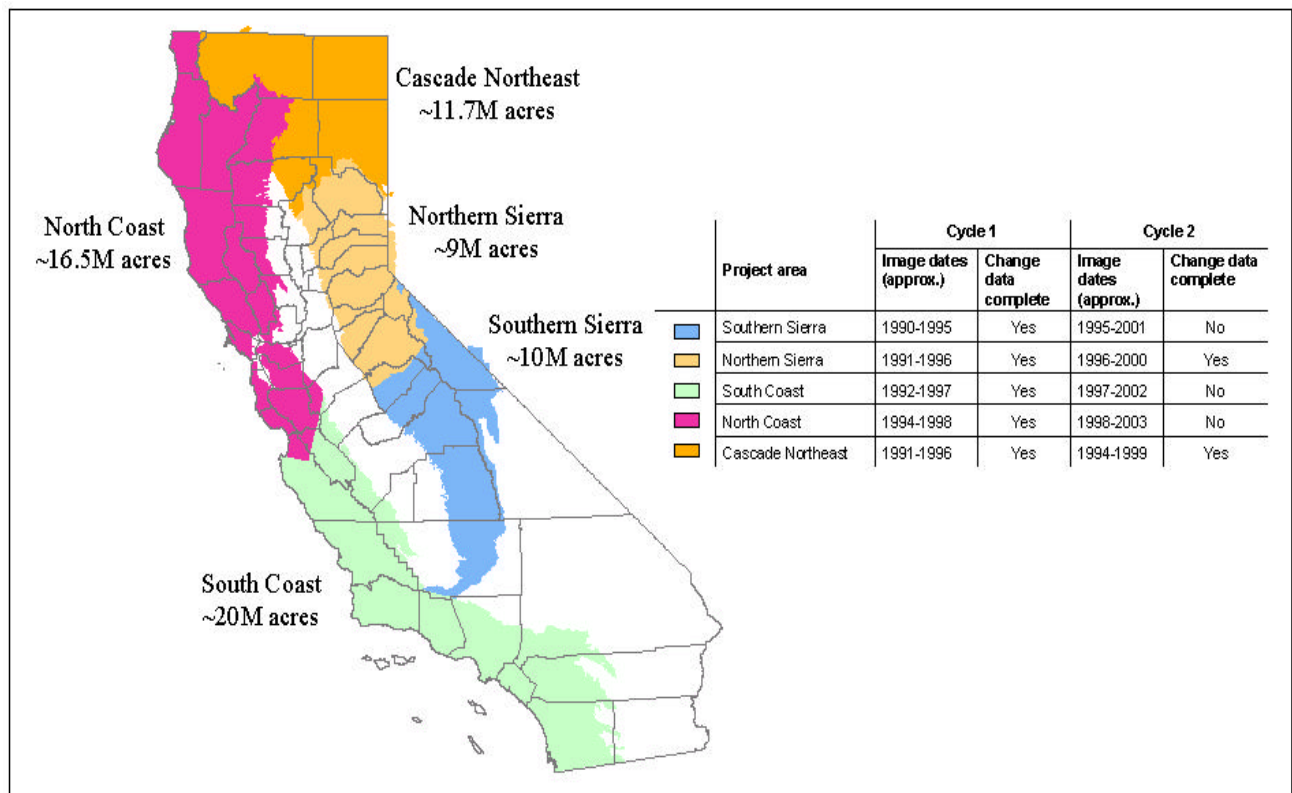 Cascade Northeast
~11.7M acres
North Coast
~16.5M acres
Northern Sierra
~9M acres
Southern Sierra
~10M acres
South Coast
~20M acres
Cycle 1 Cycle 2
Project area Image dates (approx.) Change data complete Image dates (approx.) Change data complete
Southern Sierra 1990-1995 Yes 1995-2001 No
Northern Sierra 1991-1996 Yes 1996-2000 Yes
South Coast 1992-1997 Yes 1997-2002 No
North Coast 1994-1998 Yes 1998-2003 No
Cascade Northeast 1991-1996 Yes 1994-1999 Yes